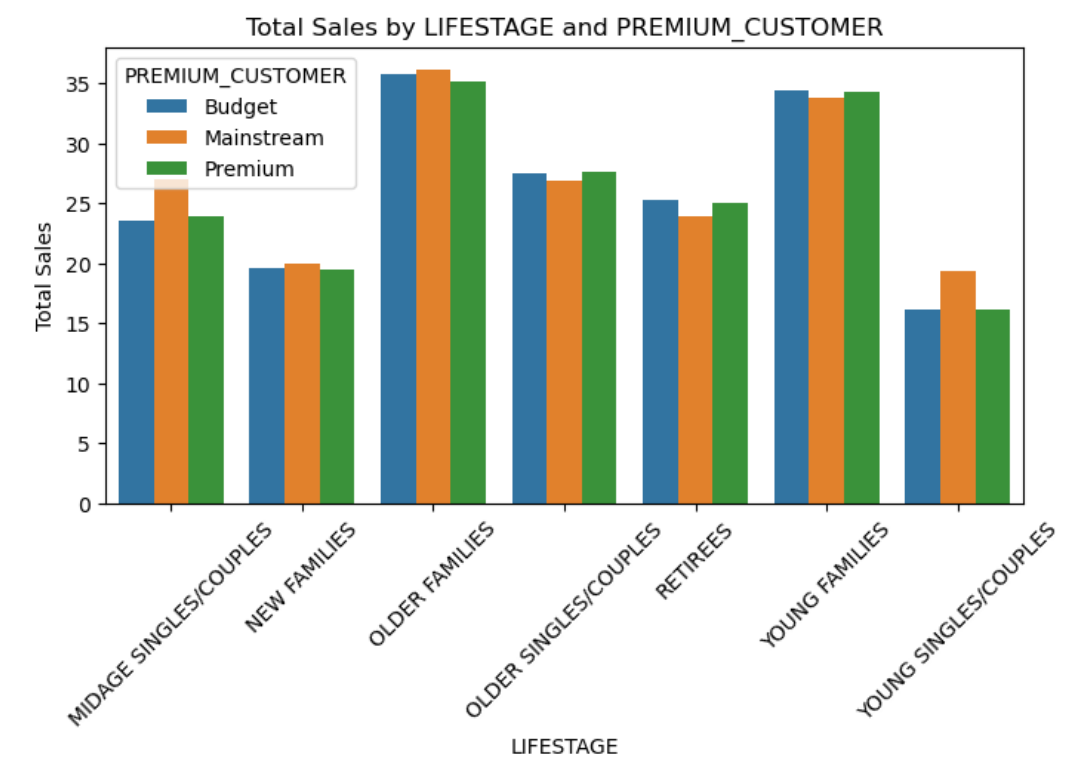 Total Sales by LIFESTAGE and PREMIUM_CUSTOMER
PREMIUM_CUSTOMER
Budget
Mainstream
Premium
Total Sales
35
30
25
20
15
10
5
0
MIDAGE SINGLES/COUPLES
NEW FAMILIES
OLDER FAMILIES
OLDER SINGLES/COUPLES
RETIREES
YOUNG FAMILIES
YOUNG SINGLES/COUPLES
LIFESTAGE